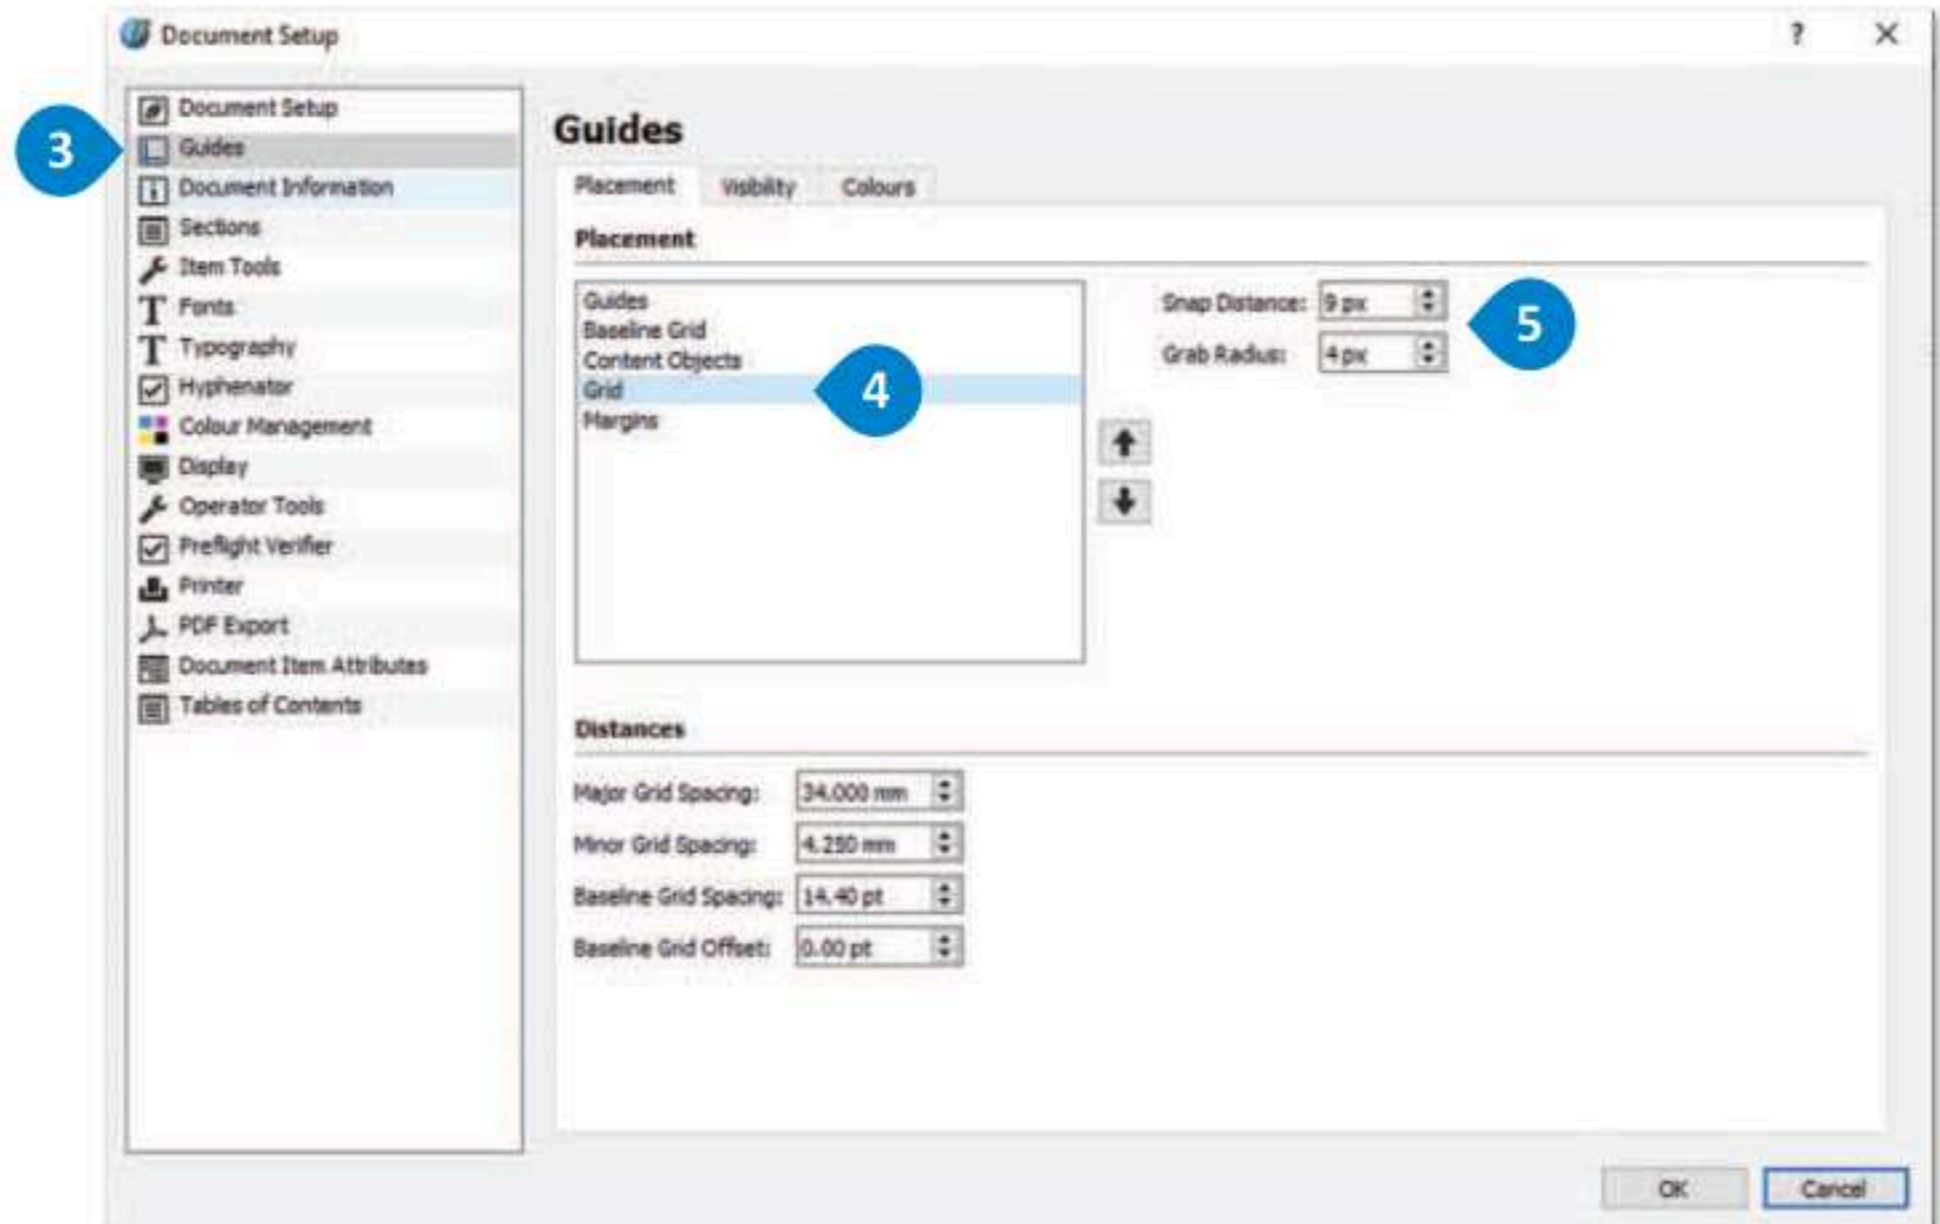 Document Setup
?
Document Setup
Guides
Document Information
Sections
Item Tools
Fonts
Typography
Hyphenator
Colour Management
Display
Operator Tools
Preflight Verifier
Printer
PDF Export
Document Item Attributes
Tables of Contents
3
Guides
Placement Visibility Colours
Placement
Guides
Baseline Grid
Content Objects
Grid
Margins
4
Snap Distance: 9 px
Grab Radius: 4 px
5
Distances
Major Grid Spacing: 34.000 mm
Minor Grid Spacing: 4.250 mm
Baseline Grid Spacing: 14.40 pt
Baseline Grid Offset: 0.00 pt
OK Cancel